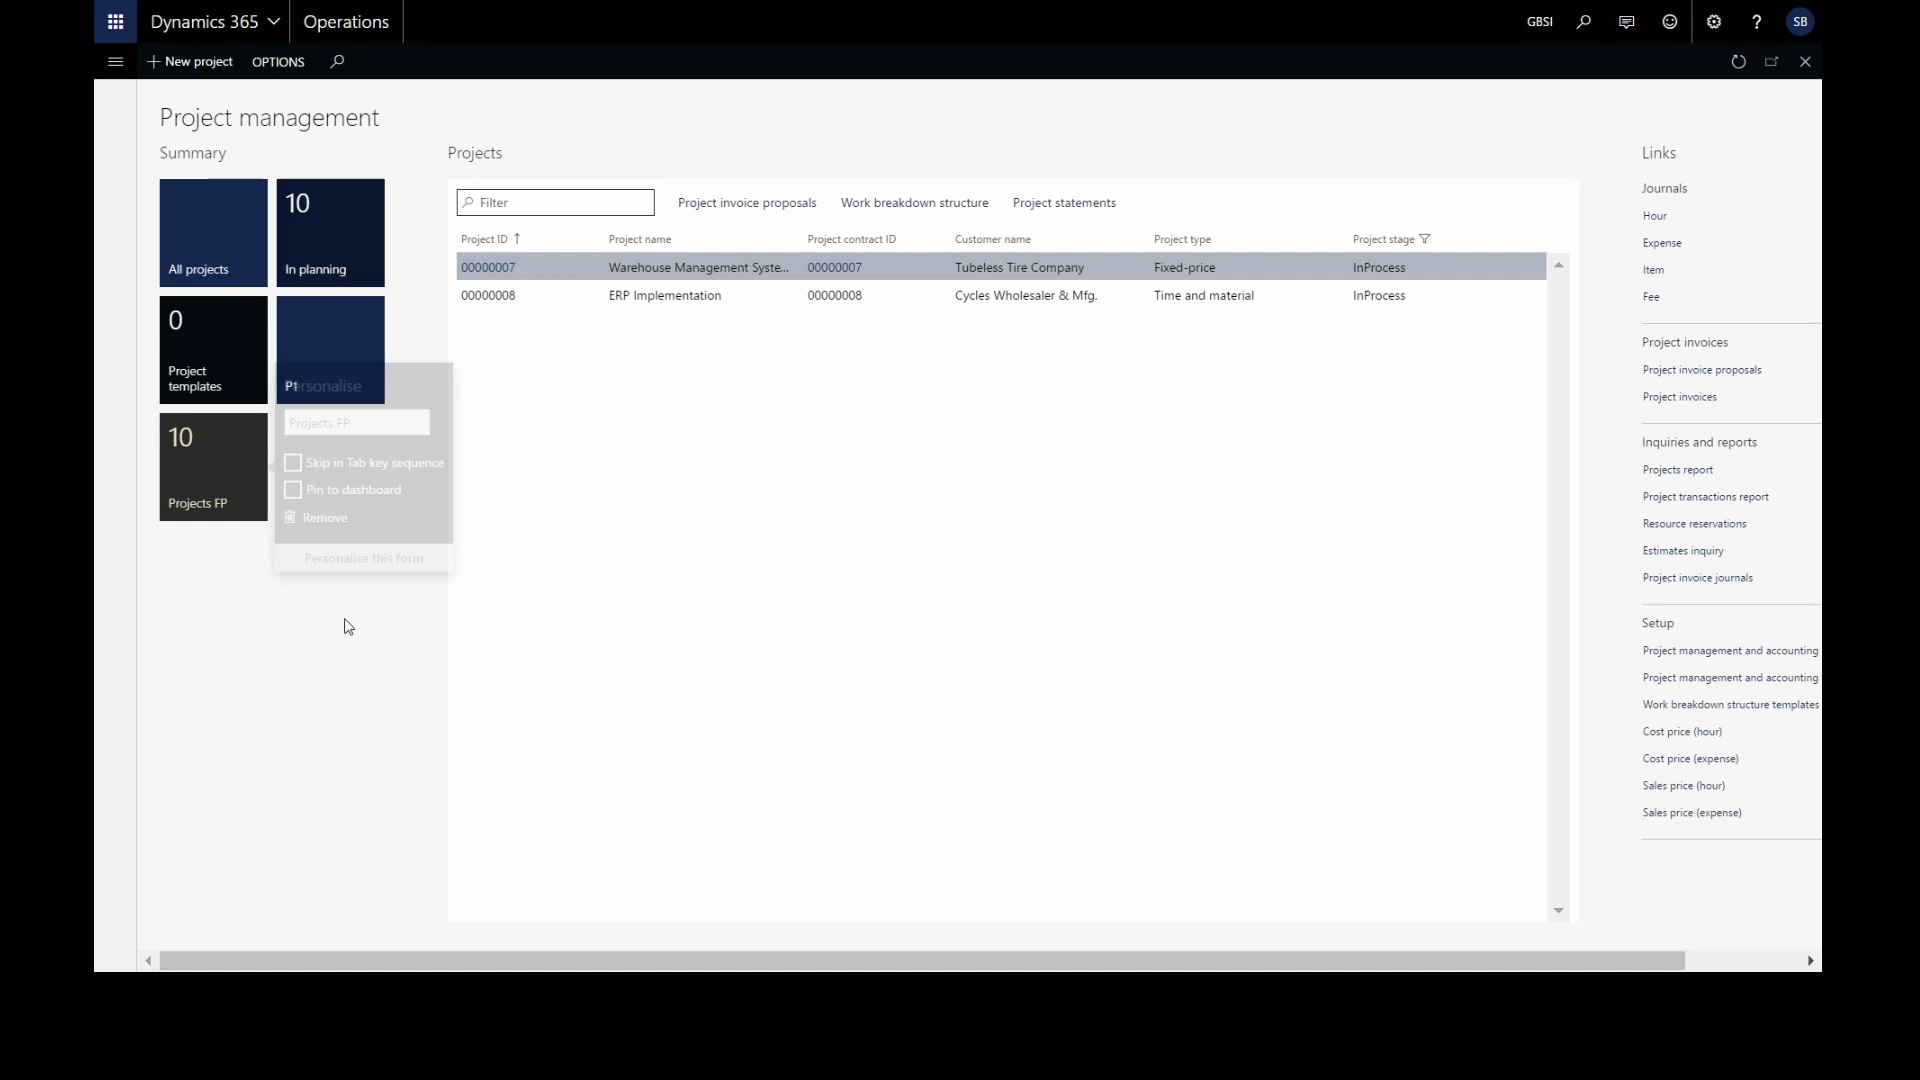 Dynamics 365 Operations GBSI ? SB
New project OPTIONS
Project management
Summary
All projects
10
In planning
0
Project
templates
P1
10
Projects FP
Personalise
Projects FP
Skip in Tab key sequence
Pin to dashboard
Remove
Personalise this form
Projects
Filter Project invoice proposals Work breakdown structure Project statements
Project ID Project name Project contract ID Customer name Project type Project stage
00000007 Warehouse Management Syste... 00000007 Tubeless Tire Company Fixed-price InProcess
00000008 ERP Implementation 00000008 Cycles Wholesaler & Mfg. Time and material InProcess
Links
Journals
Hour
Expense
Item
Fee
Project invoices
Project invoice proposals
Project invoices
Inquiries and reports
Projects report
Project transactions report
Resource reservations
Estimates inquiry
Project invoice journals
Setup
Project management and accounting
Project management and accounting
Work breakdown structure templates
Cost price (hour)
Cost price (expense)
Sales price (hour)
Sales price (expense)